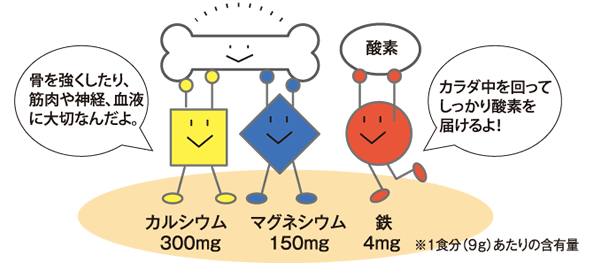 骨を強くしたり、
筋肉や神経、血液
に大切なんだよ。
酸素
カラダ中を回って
しっかり酸素を
届けるよ!
カルシウム
300mg
マグネシウム
150mg
鉄
4mg
※1食分(9g)あたりの含有量